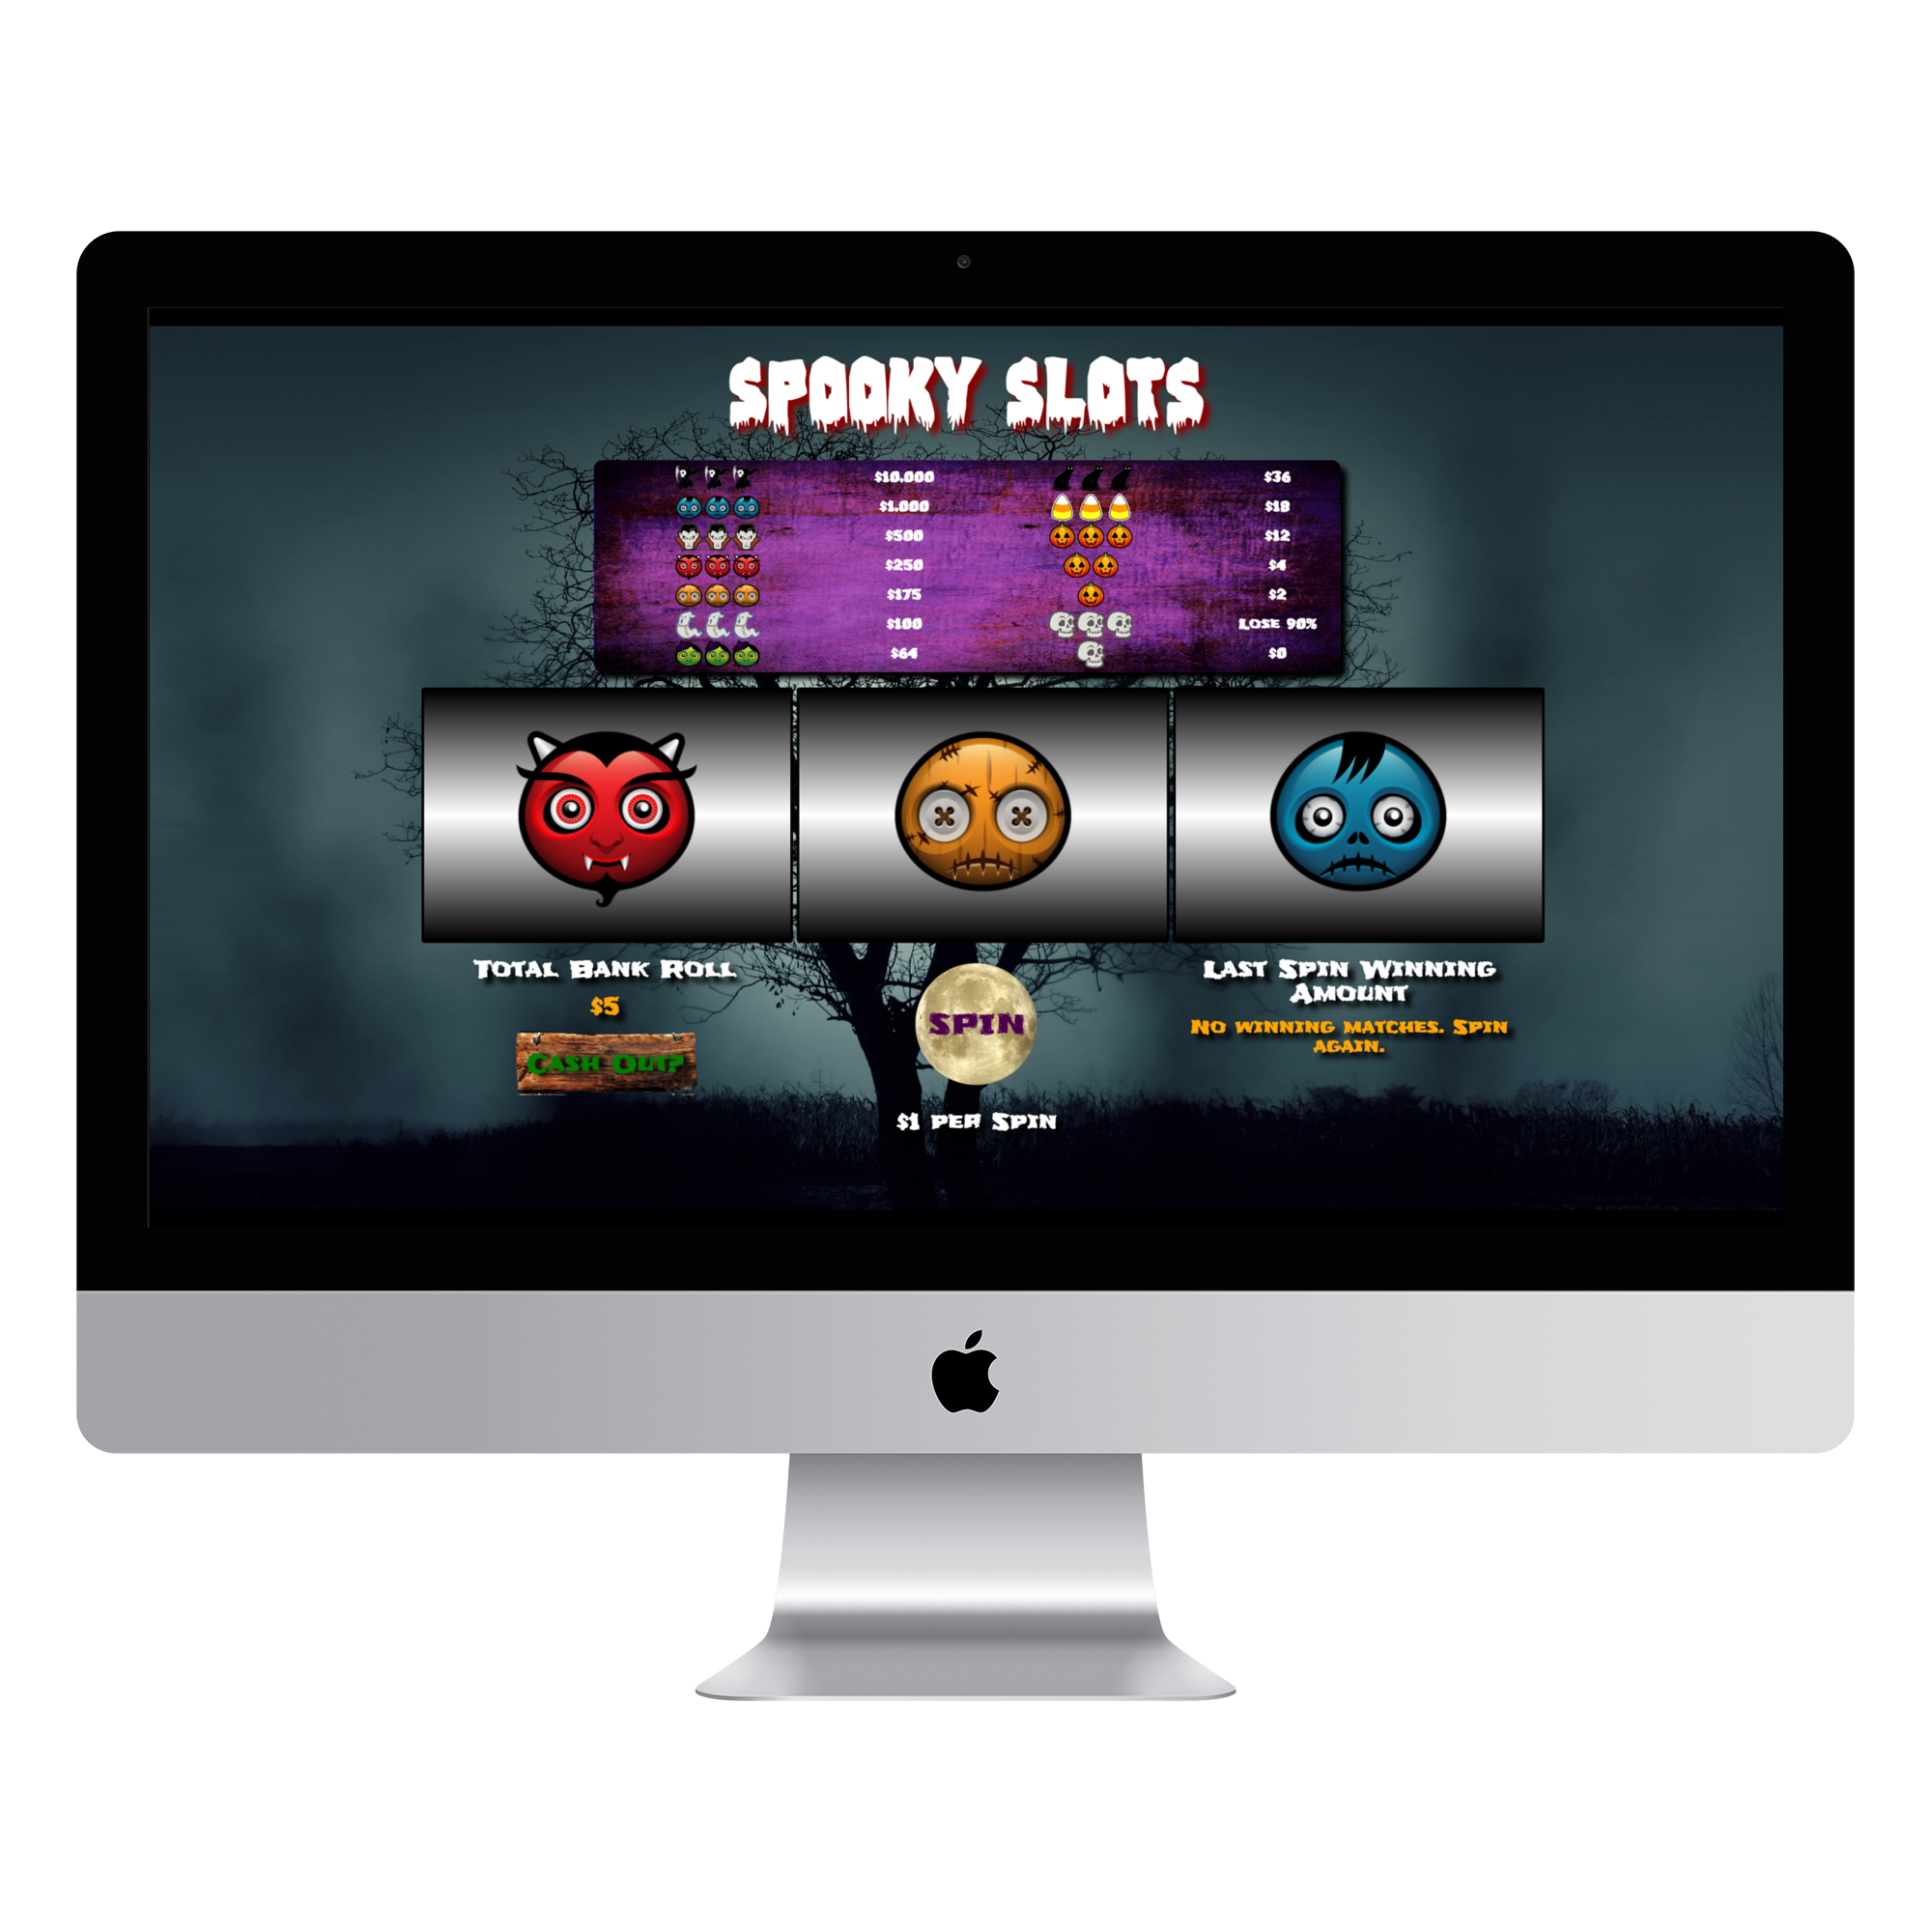 SPOOKY SLOTS
$10,000 $36
$1,000 $18
$500 $12
$250 $4
$175 $2
$100 Lose 90%
$64 $0
Total Bank Roll
$5
Cash Out?
SPIN
$1 per Spin
Last Spin Winning
Amount
No winning matches. Spin
again.